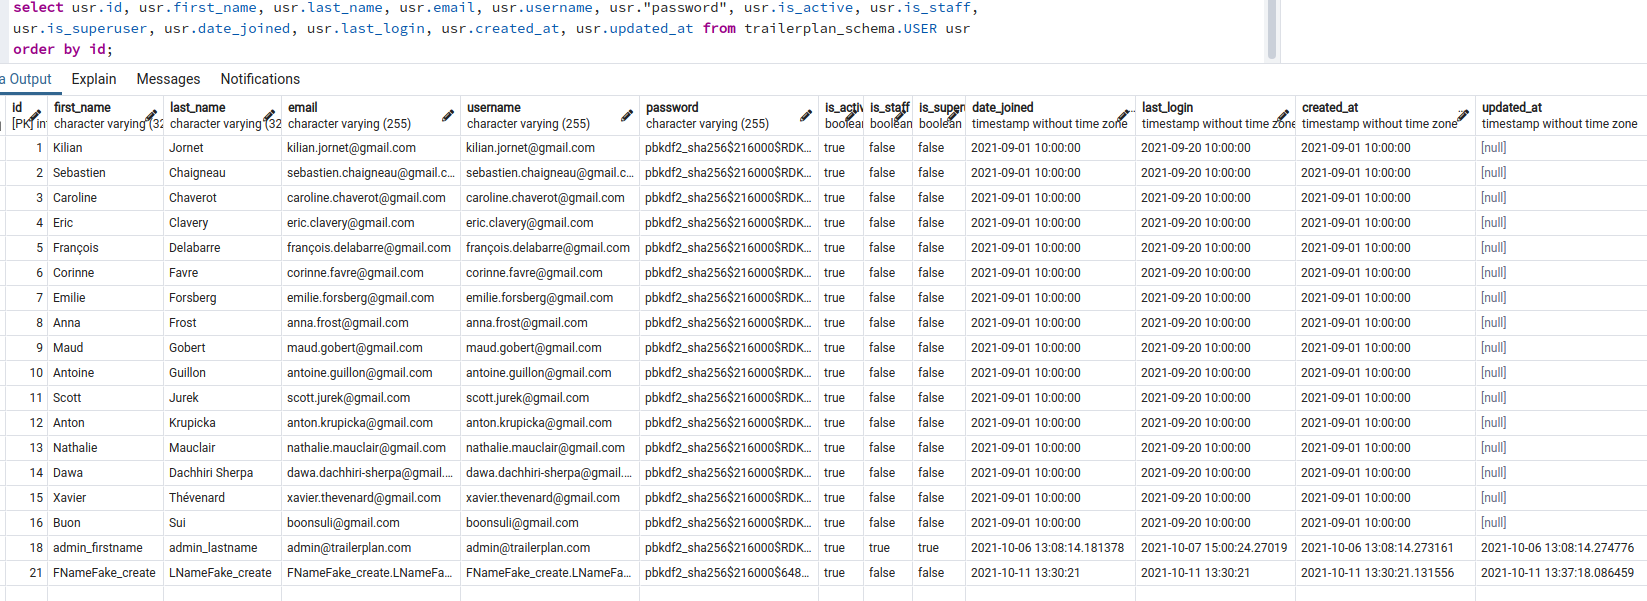 select usr.id, usr.first_name, usr.last_name, usr.email, usr.username, usr."password", usr.is_active, usr.is_staff,
usr.is_superuser, usr.date_joined, usr.last_login, usr.created_at, usr.updated_at from trailerplan_schema.USER usr
order by id;
a Output Explain Messages Notifications
id first_name last_name email username password is_activ is_staff is_super date_joined last_login created_at updated_at
[PK] in character varying (32 character varying (32 character varying (255) character varying (255) character varying (255) boolear boolean boolean timestamp without time zone timestamp without time zone timestamp without time zone timestamp without time zone
1 Kilian Jornet kilian.jornet@gmail.com kilian.jornet@gmail.com pbkdf2_sha256$216000$RDK... true false false 2021-09-01 10:00:00 2021-09-20 10:00:00 2021-09-01 10:00:00 [null]
2 Sebastien Chaigneau sebastien.chaigneau@gmail.c... sebastien.chaigneau@gmail.c... pbkdf2_sha256$216000$RDK... true false false 2021-09-01 10:00:00 2021-09-20 10:00:00 2021-09-01 10:00:00 [null]
3 Caroline Chaverot caroline.chaverot@gmail.com caroline.chaverot@gmail.com pbkdf2_sha256$216000$RDK... true false false 2021-09-01 10:00:00 2021-09-20 10:00:00 2021-09-01 10:00:00 [null]
4 Eric Clavery eric.clavery@gmail.com eric.clavery@gmail.com pbkdf2_sha256$216000$RDK... true false false 2021-09-01 10:00:00 2021-09-20 10:00:00 2021-09-01 10:00:00 [null]
5 François Delabarre françois.delabarre@gmail.com françois.delabarre@gmail.com pbkdf2_sha256$216000$RDK... true false false 2021-09-01 10:00:00 2021-09-20 10:00:00 2021-09-01 10:00:00 [null]
6 Corinne Favre corinne.favre@gmail.com corinne.favre@gmail.com pbkdf2_sha256$216000$RDK... true false false 2021-09-01 10:00:00 2021-09-20 10:00:00 2021-09-01 10:00:00 [null]
7 Emilie Forsberg emilie.forsberg@gmail.com emilie.forsberg@gmail.com pbkdf2_sha256$216000$RDK... true false false 2021-09-01 10:00:00 2021-09-20 10:00:00 2021-09-01 10:00:00 [null]
8 Anna Frost anna.frost@gmail.com anna.frost@gmail.com pbkdf2_sha256$216000$RDK... true false false 2021-09-01 10:00:00 2021-09-20 10:00:00 2021-09-01 10:00:00 [null]
9 Maud Gobert maud.gobert@gmail.com maud.gobert@gmail.com pbkdf2_sha256$216000$RDK... true false false 2021-09-01 10:00:00 2021-09-20 10:00:00 2021-09-01 10:00:00 [null]
10 Antoine Guillon antoine.guillon@gmail.com antoine.guillon@gmail.com pbkdf2_sha256$216000$RDK... true false false 2021-09-01 10:00:00 2021-09-20 10:00:00 2021-09-01 10:00:00 [null]
11 Scott Jurek scott.jurek@gmail.com scott.jurek@gmail.com pbkdf2_sha256$216000$RDK... true false false 2021-09-01 10:00:00 2021-09-20 10:00:00 2021-09-01 10:00:00 [null]
12 Anton Krupicka anton.krupicka@gmail.com anton.krupicka@gmail.com pbkdf2_sha256$216000$RDK... true false false 2021-09-01 10:00:00 2021-09-20 10:00:00 2021-09-01 10:00:00 [null]
13 Nathalie Mauclair nathalie.mauclair@gmail.com nathalie.mauclair@gmail.com pbkdf2_sha256$216000$RDK... true false false 2021-09-01 10:00:00 2021-09-20 10:00:00 2021-09-01 10:00:00 [null]
14 Dawa Dachhiri Sherpa dawa.dachhiri-sherpa@gmail.... dawa.dachhiri-sherpa@gmail.... pbkdf2_sha256$216000$RDK... true false false 2021-09-01 10:00:00 2021-09-20 10:00:00 2021-09-01 10:00:00 [null]
15 Xavier Thévenard xavier.thevenard@gmail.com xavier.thevenard@gmail.com pbkdf2_sha256$216000$RDK... true false false 2021-09-01 10:00:00 2021-09-20 10:00:00 2021-09-01 10:00:00 [null]
16 Buon Sui boonsuli@gmail.com boonsuli@gmail.com pbkdf2_sha256$216000$RDK... true false false 2021-09-01 10:00:00 2021-09-20 10:00:00 2021-09-01 10:00:00 [null]
18 admin_firstname admin_lastname admin@trailerplan.com admin@trailerplan.com pbkdf2_sha256$216000$RDK... true true true 2021-10-06 13:08:14.181378 2021-10-07 15:00:24.27019 2021-10-06 13:08:14.273161 2021-10-06 13:08:14.274776
21 FNameFake_create LNameFake_create FNameFake_create.LNameFa... FNameFake_create.LNameFa... pbkdf2_sha256$216000$648... true false false 2021-10-11 13:30:21 2021-10-11 13:30:21 2021-10-11 13:30:21.131556 2021-10-11 13:37:18.086459